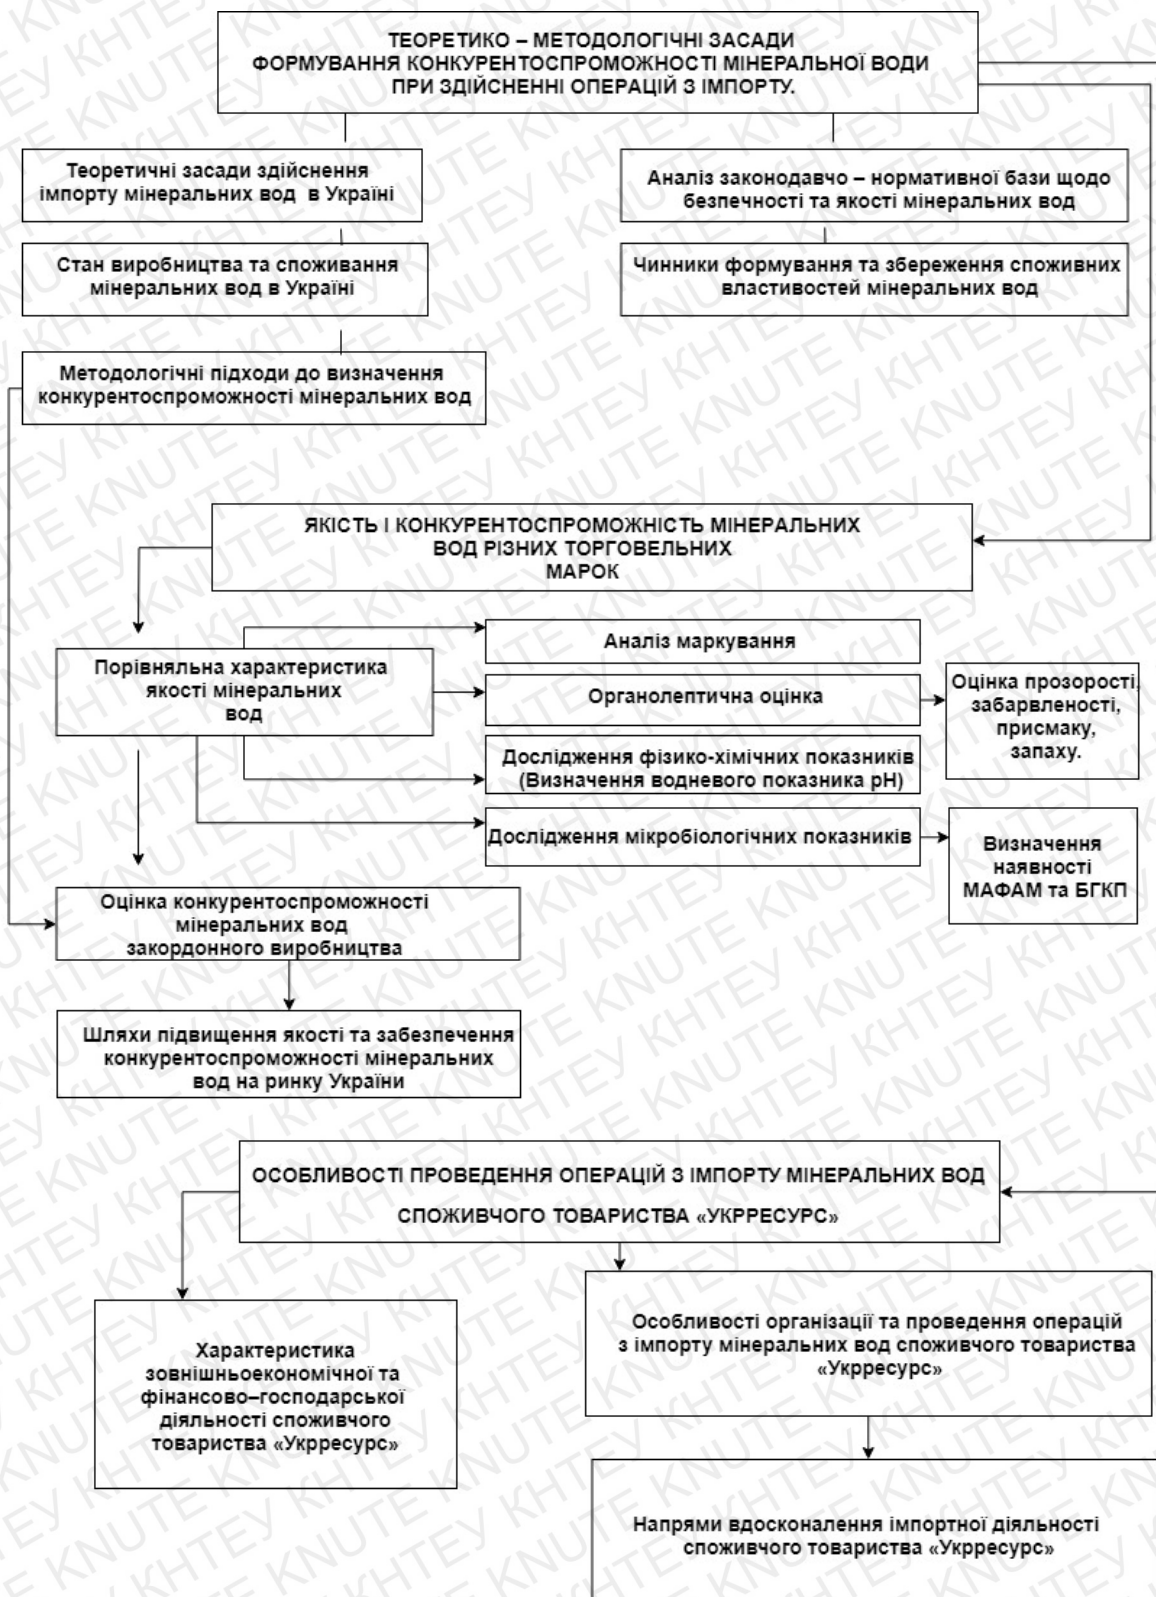 ТЕОРЕТИКО – МЕТОДОЛОГІЧНІ ЗАСАДИ
ФОРМУВАННЯ КОНКУРЕНТОСПРОМОЖНОСТІ МІНЕРАЛЬНОЇ ВОДИ
ПРИ ЗДІЙСНЕННІ ОПЕРАЦІЙ З ІМПОРТУ.
Теоретичні засади здійснення
імпорту мінеральних вод в Україні
Аналіз законодавчо – нормативної бази щодо
безпечності та якості мінеральних вод
Стан виробництва та споживання
мінеральних вод в Україні
Чинники формування та збереження споживних
властивостей мінеральних вод
Методологічні підходи до визначення
конкурентоспроможності мінеральних вод
ЯКІСТЬ І КОНКУРЕНТОСПРОМОЖНІСТЬ МІНЕРАЛЬНИХ
ВОД РІЗНИХ ТОРГОВЕЛЬНИХ
МАРОК
Порівняльна характеристика
якості мінеральних
вод
Аналіз маркування
Органолептична оцінка
Оцінка прозорості,
забарвленості,
присмаку,
запаху.
Дослідження фізико-хімічних показників
(Визначення водневого показника pH)
Дослідження мікробіологічних показників
Визначення
наявності
МАФАМ та БГКП
Оцінка конкурентоспроможності
мінеральних вод
закордонного виробництва
Шляхи підвищення якості та забезпечення
конкурентоспроможності мінеральних
вод на ринку України
ОСОБЛИВОСТІ ПРОВЕДЕННЯ ОПЕРАЦІЙ З ІМПОРТУ МІНЕРАЛЬНИХ ВОД
СПОЖИВЧОГО ТОВАРИСТВА «УКРРЕСУРС»
Характеристика
зовнішньоекономічної та
фінансово–господарської
діяльності споживчого
товариства «Укрресурс»
Особливості організації та проведення операцій
з імпорту мінеральних вод споживчого товариства
«Укрресурс»
Напрями вдосконалення імпортної діяльності
споживчого товариства «Укрресурс»